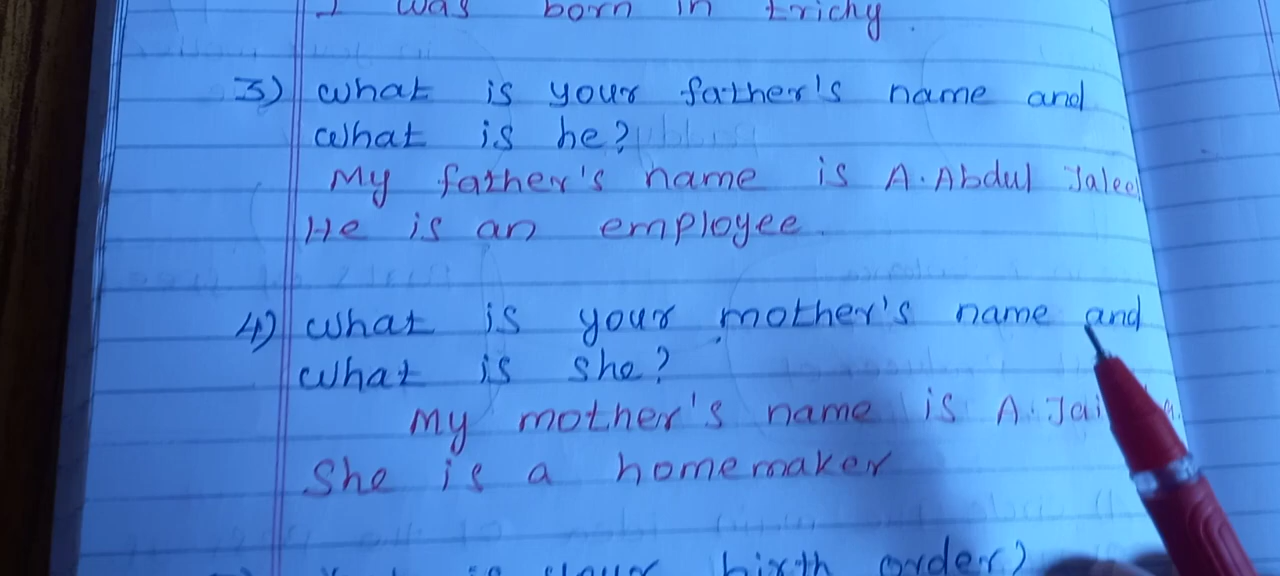 I was born in trichy.
3) What is your father's name and
what is he?
My father's name is A. Abdul
He is an employee.
4) What is your mother's name and
what is she?
My mother's name is A.
She is a homemaker
birth order?